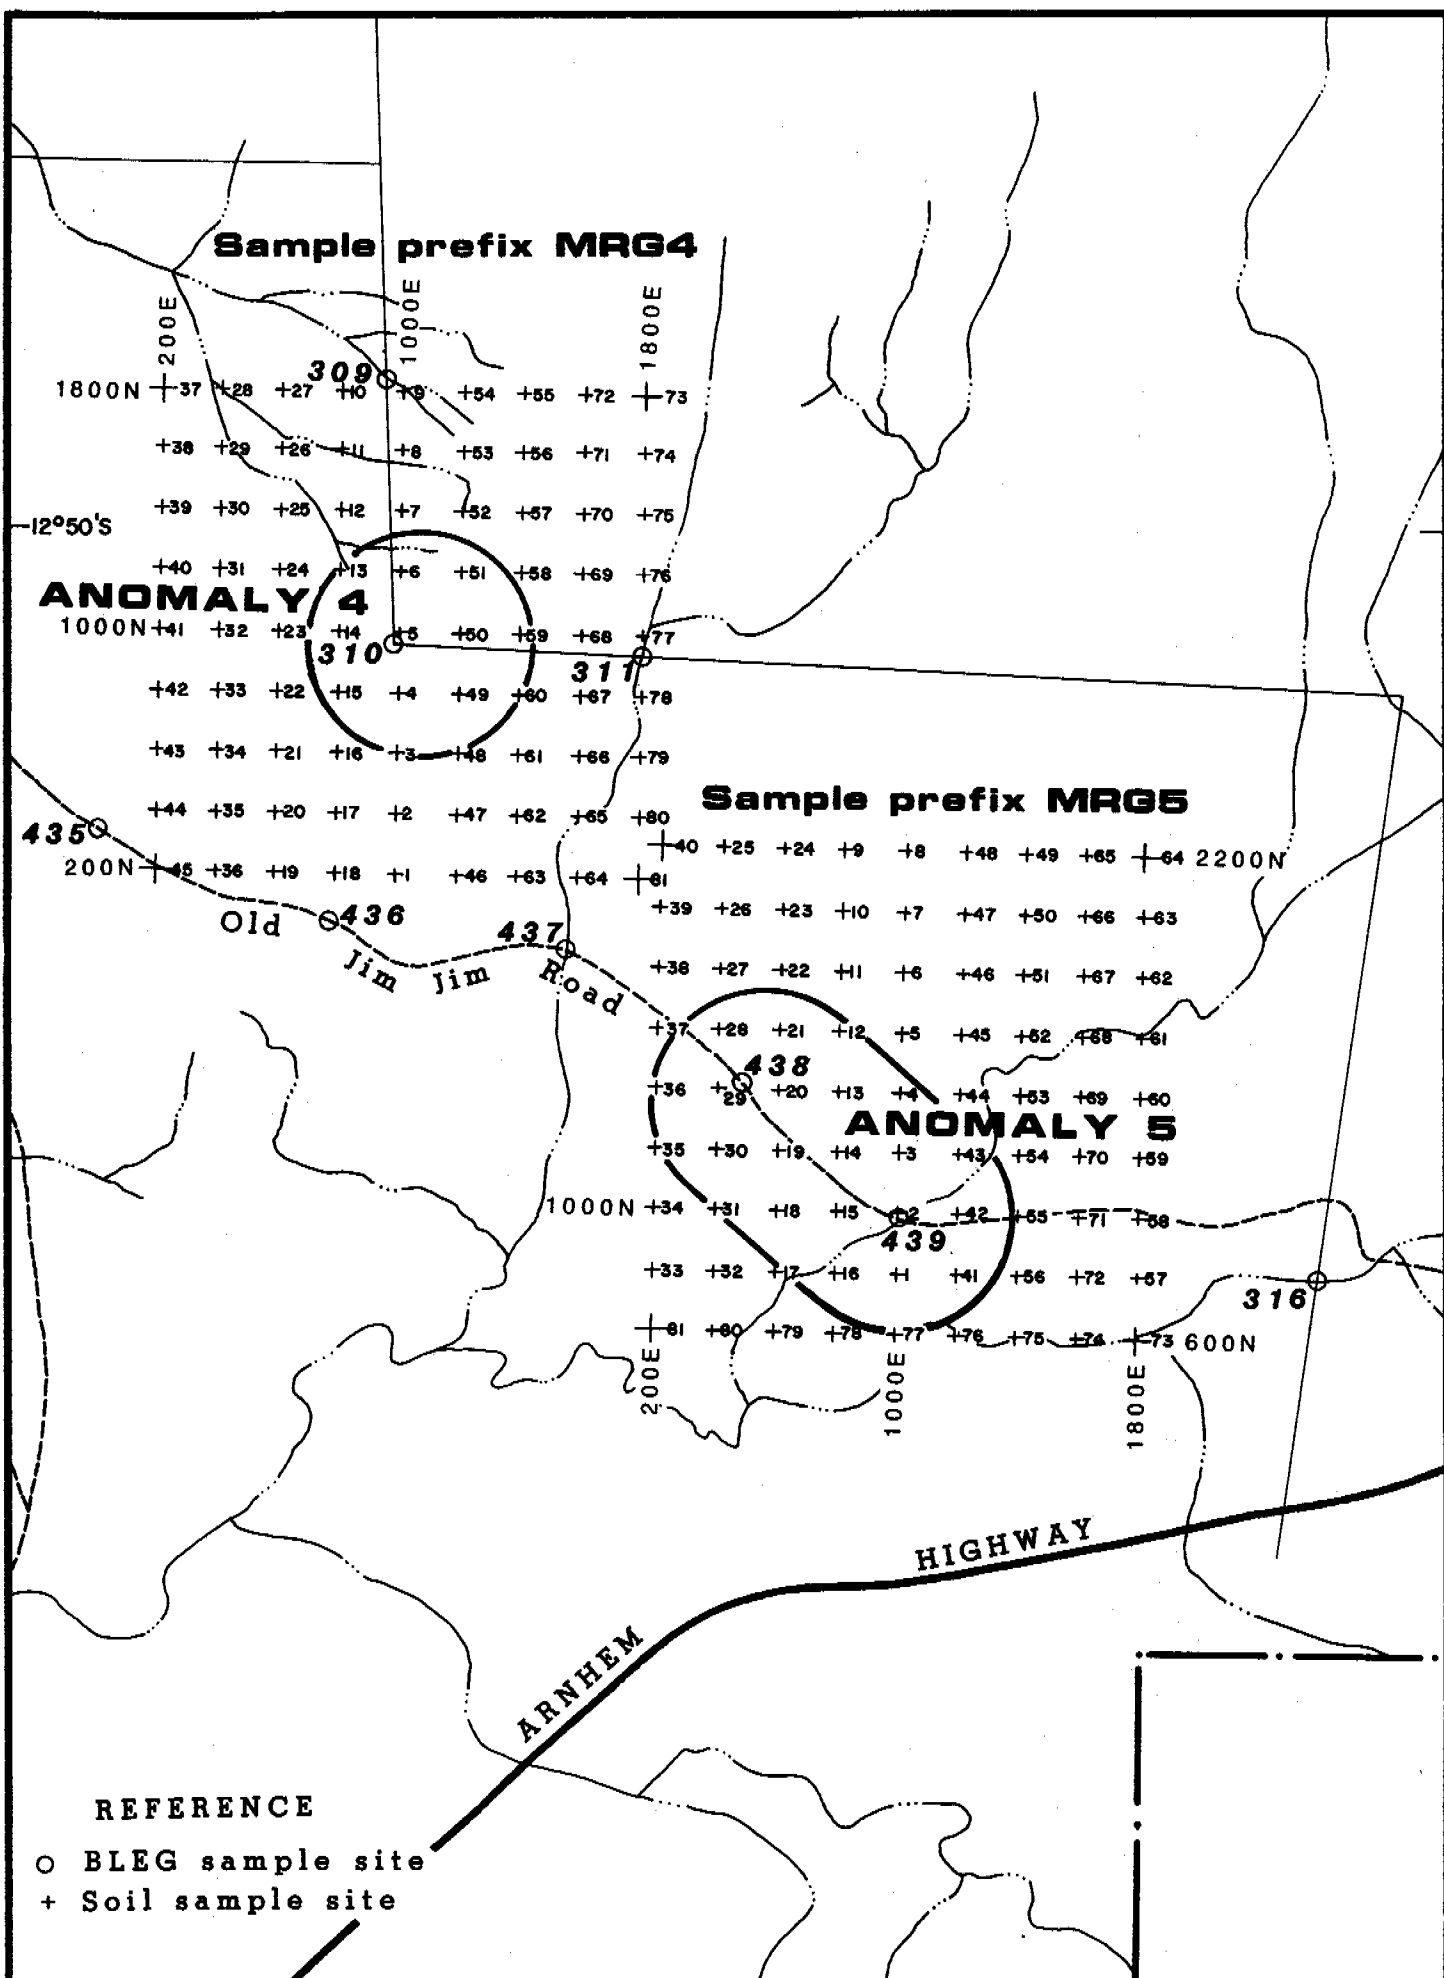 Sample prefix MRG4
200E 1000E 1800E
309
1800N 37 28 27 10 9 54 55 72 73
38 29 26 11 8 53 56 71 74
39 30 25 12 7 52 57 70 75
12°50'S
40 31 24 13 6 51 58 69 76
ANOMALY 4
1000N 41 32 23 14 5 50 59 68 77
310 311
42 33 22 15 4 49 60 67 78
43 34 21 16 3 48 61 66 79
Sample prefix MRG5
44 35 20 17 2 47 62 65 80
435
40 25 24 9 8 48 49 65 64 2200N
200N 45 36 19 18 1 46 63 64 81
436
437
Old Jim Jim Road
39 26 23 10 7 47 50 66 63
38 27 22 11 6 46 51 67 62
37 28 21 12 5 45 52 68 61
438
36 29 20 13 4 44 53 69 60
ANOMALY 5
35 30 19 14 3 43 54 70 59
1000N 34 31 18 15 2 42 55 71 58
439
33 32 17 16 1 41 56 72 57
316
81 80 79 78 77 76 75 74 73 600N
200E 1000E 1800E
ARNHEM HIGHWAY
REFERENCE
BLEG sample site
+ Soil sample site